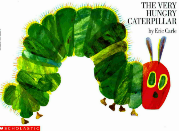 THE VERY
HUNGRY
CATERPILLAR
by Eric Carle
SCHOLASTIC